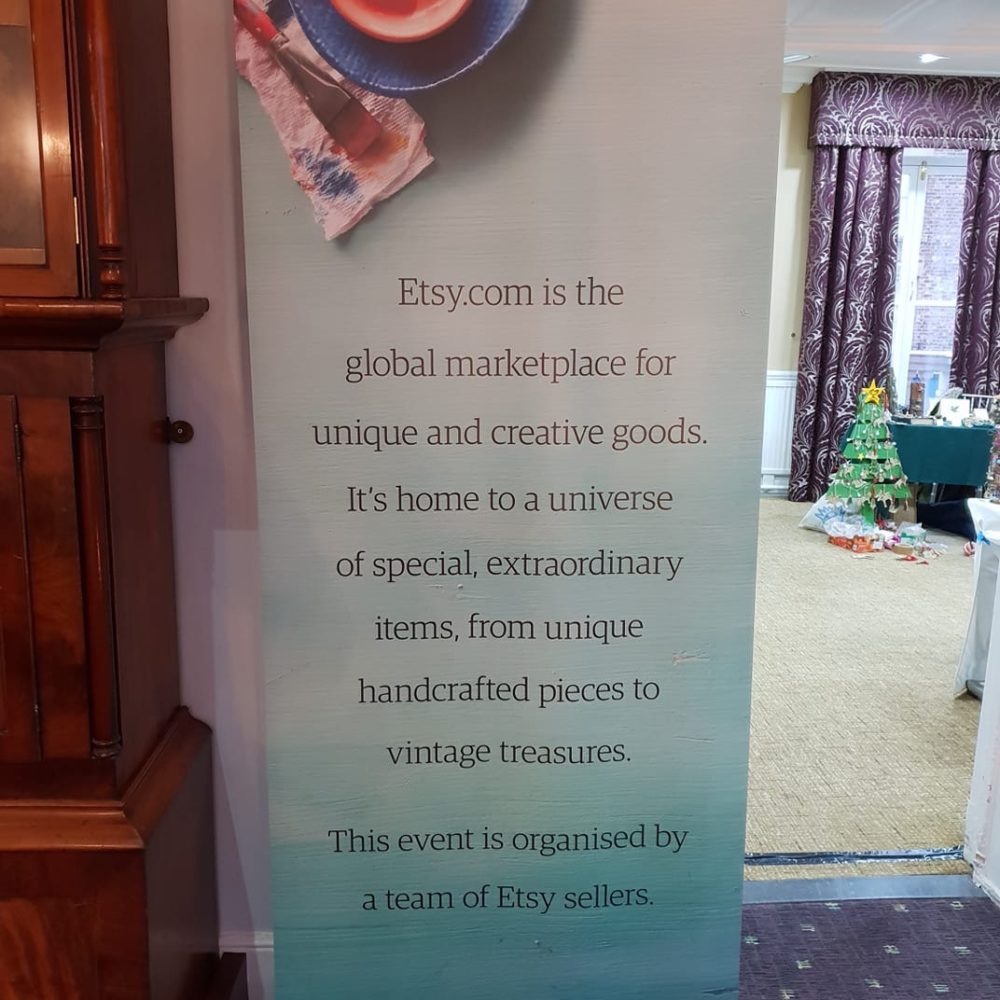 Etsy.com is the
global marketplace for
unique and creative goods.
It's home to a universe
of special, extraordinary
items, from unique
handcrafted pieces to
vintage treasures.
This event is organised by
a team of Etsy sellers.